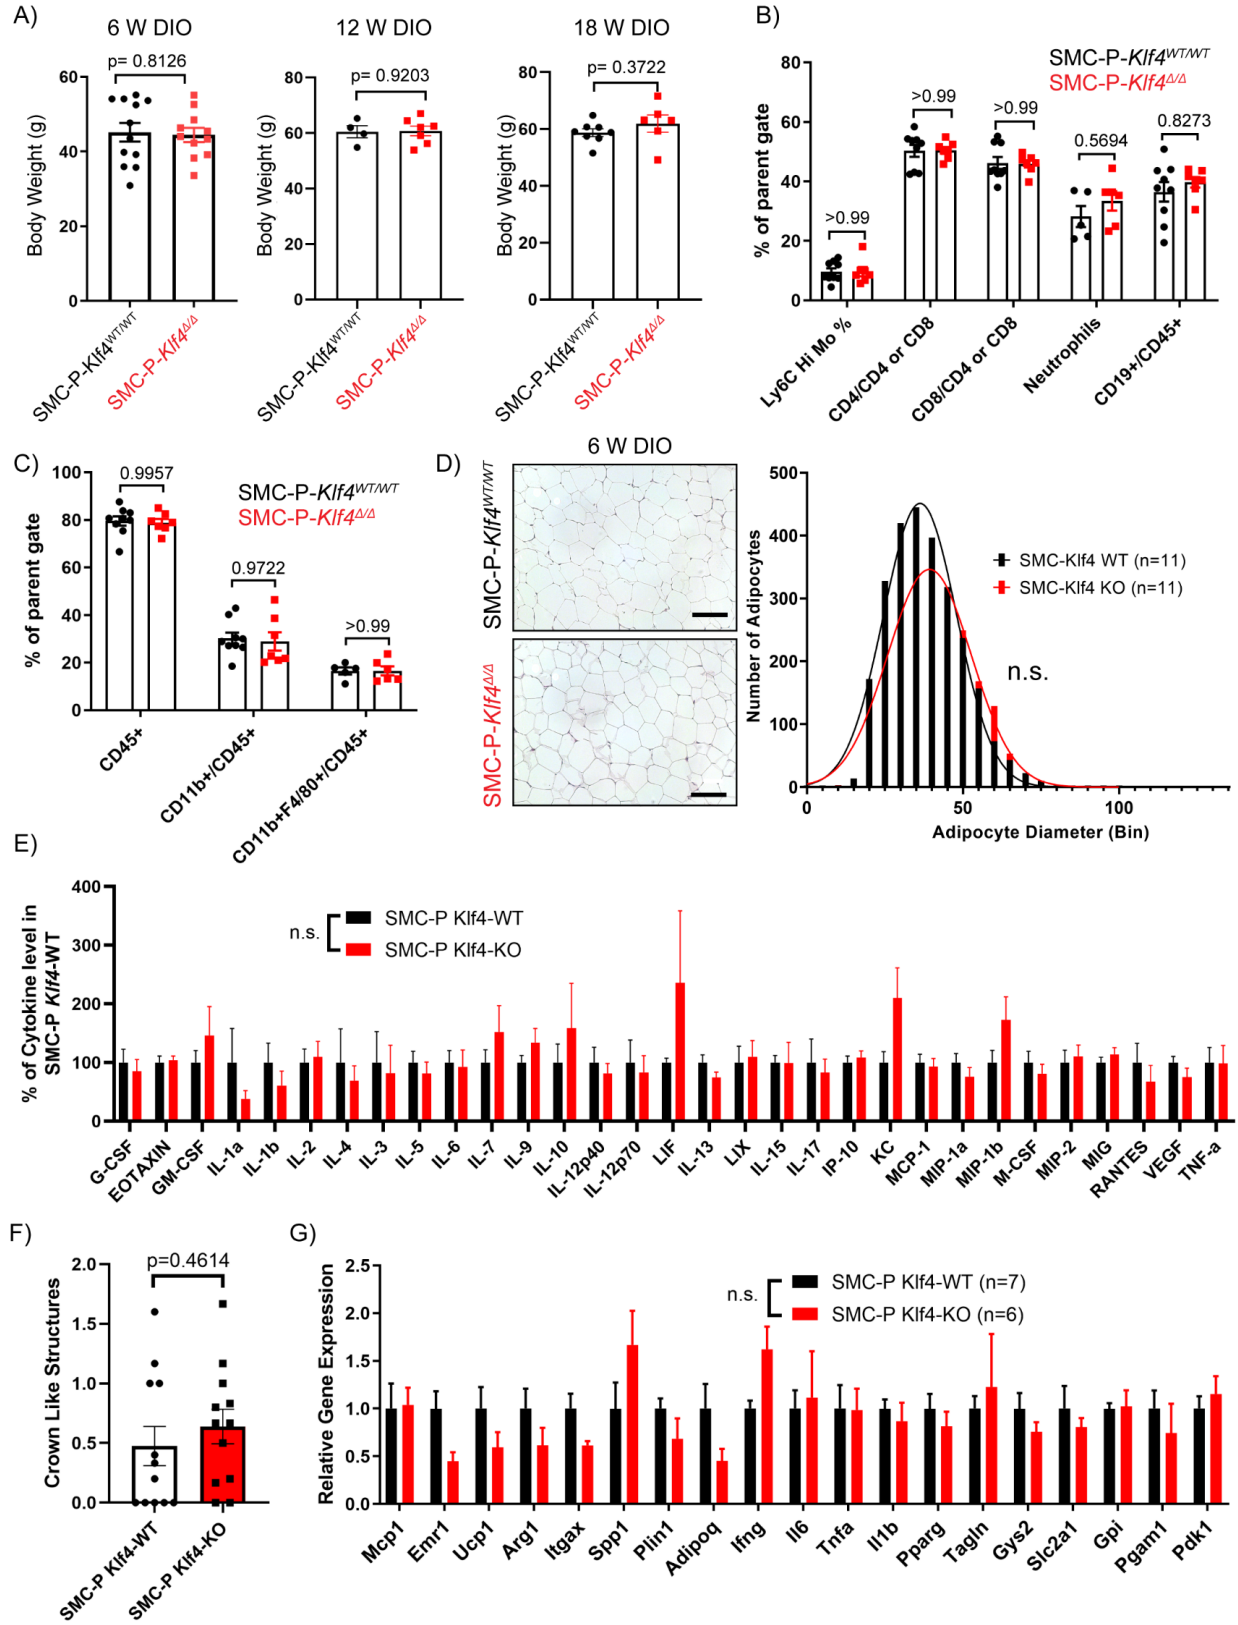 A)
6 W DIO
12 W DIO
18 W DIO
p= 0.8126
p= 0.9203
p= 0.3722
Body Weight (g)
60
40
20
0
Body Weight (g)
80
60
40
20
0
Body Weight (g)
80
60
40
20
0
SMC-P-Klf4WT/WT
SMC-P-Klf4Δ/Δ
SMC-P-Klf4WT/WT
SMC-P-Klf4Δ/Δ
SMC-P-Klf4WT/WT
SMC-P-Klf4Δ/Δ
B)
SMC-P-Klf4WT/WT
SMC-P-Klf4Δ/Δ
% of parent gate
80
60
40
20
0
>0.99
>0.99
>0.99
0.5694
0.8273
Ly6C Hi Mo %
CD4/CD4 or CD8
CD8/CD4 or CD8
Neutrophils
CD19+/CD45+
C)
SMC-P-Klf4WT/WT
SMC-P-Klf4Δ/Δ
% of parent gate
100
80
60
40
20
0
0.9957
0.9722
>0.99
CD45+
CD11b+/CD45+
CD11b+F4/80+/CD45+
D)
6 W DIO
SMC-P-Klf4WT/WT
SMC-P-Klf4Δ/Δ
Number of Adipocytes
500
400
300
200
100
0
SMC-Klf4 WT (n=11)
SMC-Klf4 KO (n=11)
n.s.
0
50
100
Adipocyte Diameter (Bin)
E)
% of Cytokine level in
SMC-P Klf4-WT
400
300
200
100
0
n.s.
SMC-P Klf4-WT
SMC-P Klf4-KO
G-CSF
EOTAXIN
GM-CSF
IL-1a
IL-1b
IL-2
IL-4
IL-3
IL-5
IL-6
IL-7
IL-9
IL-10
IL-12p40
IL-12p70
LIF
IL-13
LIX
IL-15
IL-17
IP-10
KC
MCP-1
MIP-1a
MIP-1b
M-CSF
MIP-2
MIG
RANTES
VEGF
TNF-a
F)
p=0.4614
Crown Like Structures
2.0
1.5
1.0
0.5
0.0
SMC-P Klf4-WT
SMC-P Klf4-KO
G)
Relative Gene Expression
2.5
2.0
1.5
1.0
0.5
0.0
n.s.
SMC-P Klf4-WT (n=7)
SMC-P Klf4-KO (n=6)
Mcp1
Emr1
Ucp1
Arg1
Itgax
Spp1
Plin1
Adipoq
Ifng
Il6
Tnfa
Il1b
Pparg
Tagln
Gys2
Slc2a1
Gpi
Pgam1
Pdk1